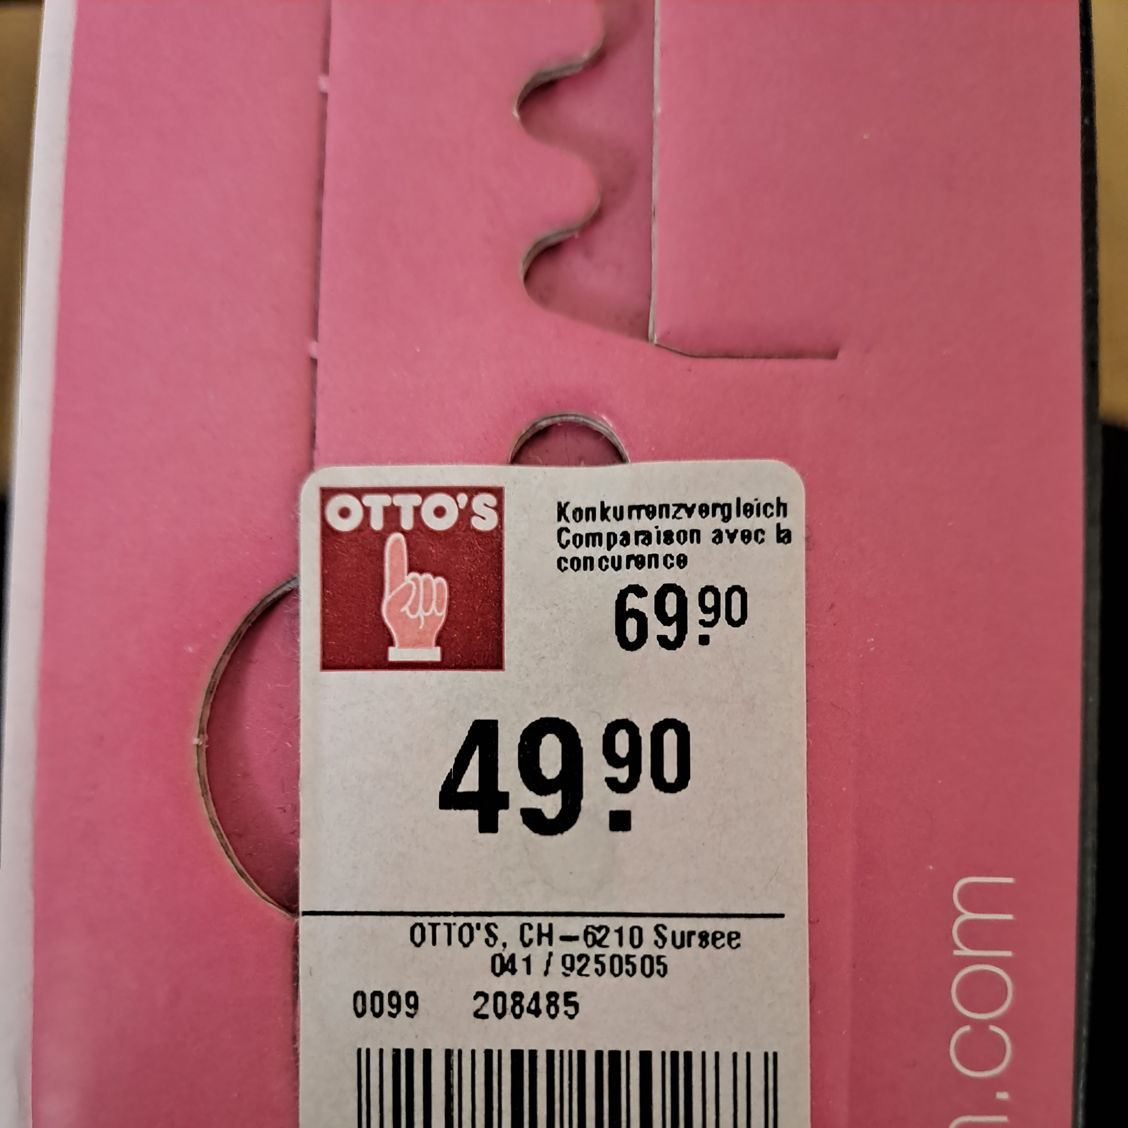 OTTO'S
Konkurrenzvergleich
Comparaison avec la
concurence
69.90
49.90
OTTO'S, CH-6210 Sursee
041 / 9250505
0099 208485
.com